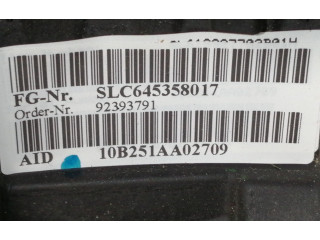 FG-Nr. SLC645358017
Order-Nr. 92393791
AID 10B251AA02709